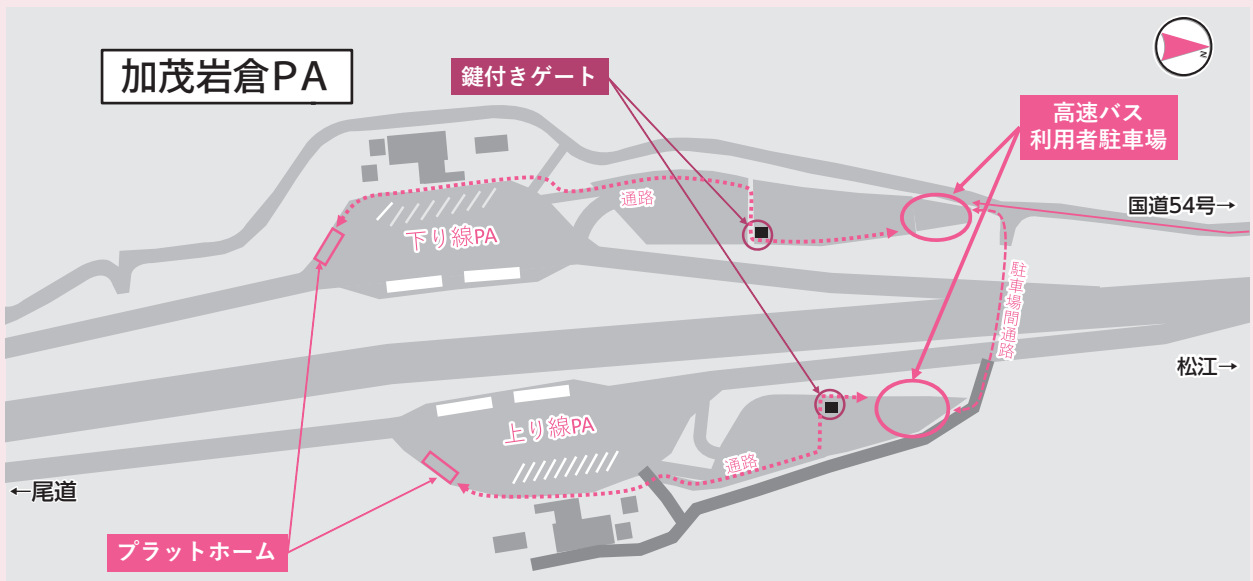 加茂岩倉PA
鍵付きゲート
高速バス
利用者駐車場
N
国道54号→
通路
下り線PA
駐車場間通路
松江→
上り線PA
通路
←尾道
プラットホーム